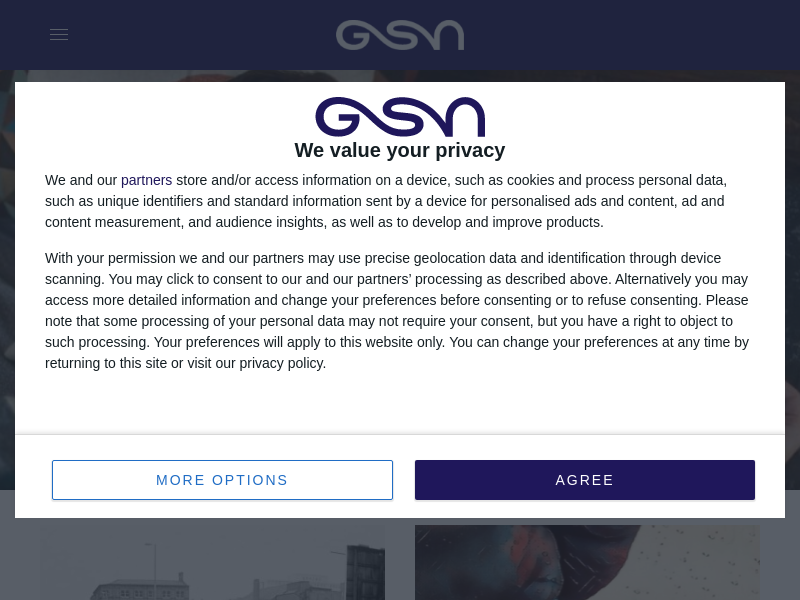 GSN
GSN
We value your privacy
We and our partners store and/or access information on a device, such as cookies and process personal data,
such as unique identifiers and standard information sent by a device for personalised ads and content, ad and
content measurement, and audience insights, as well as to develop and improve products.
With your permission we and our partners may use precise geolocation data and identification through device
scanning. You may click to consent to our and our partners’ processing as described above. Alternatively you may
access more detailed information and change your preferences before consenting or to refuse consenting. Please
note that some processing of your personal data may not require your consent, but you have a right to object to
such processing. Your preferences will apply to this website only. You can change your preferences at any time by
returning to this site or visit our privacy policy.
MORE OPTIONS
AGREE